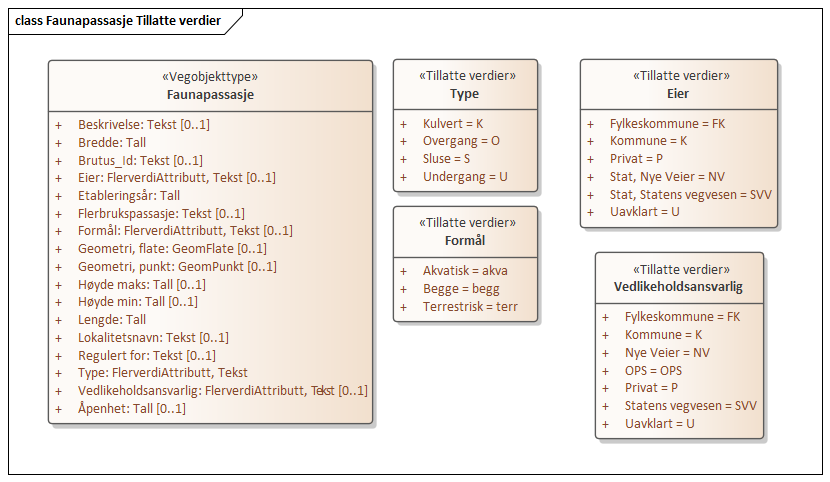 class Faunapassasje Tillatte verdier
«Vegobjekttype»
Faunapassasje
+ Beskrivelse: Tekst [0..1]
+ Bredde: Tall
+ Brutus_Id: Tekst [0..1]
+ Eier: FlerverdiAttributt, Tekst [0..1]
+ Etableringsår: Tall
+ Flerbrukspassasje: Tekst [0..1]
+ Formål: FlerverdiAttributt, Tekst [0..1]
+ Geometri, flate: GeomFlate [0..1]
+ Geometri, punkt: GeomPunkt [0..1]
+ Høyde maks: Tall [0..1]
+ Høyde min: Tall [0..1]
+ Lengde: Tall
+ Lokalitetsnavn: Tekst [0..1]
+ Regulert for: Tekst [0..1]
+ Type: FlerverdiAttributt, Tekst
+ Vedlikeholdsansvarlig: FlerverdiAttributt, Tekst [0..1]
+ Åpenhet: Tall [0..1]
«Tillatte verdier»
Type
+ Kulvert = K
+ Overgang = O
+ Sluse = S
+ Undergang = U
«Tillatte verdier»
Formål
+ Akvatisk = akva
+ Begge = begg
+ Terrestrisk = terr
«Tillatte verdier»
Eier
+ Fylkeskommune = FK
+ Kommune = K
+ Privat = P
+ Stat, Nye Veier = NV
+ Stat, Statens vegvesen = SVV
+ Uavklart = U
«Tillatte verdier»
Vedlikeholdsansvarlig
+ Fylkeskommune = FK
+ Kommune = K
+ Nye Veier = NV
+ OPS = OPS
+ Privat = P
+ Statens vegvesen = SVV
+ Uavklart = U